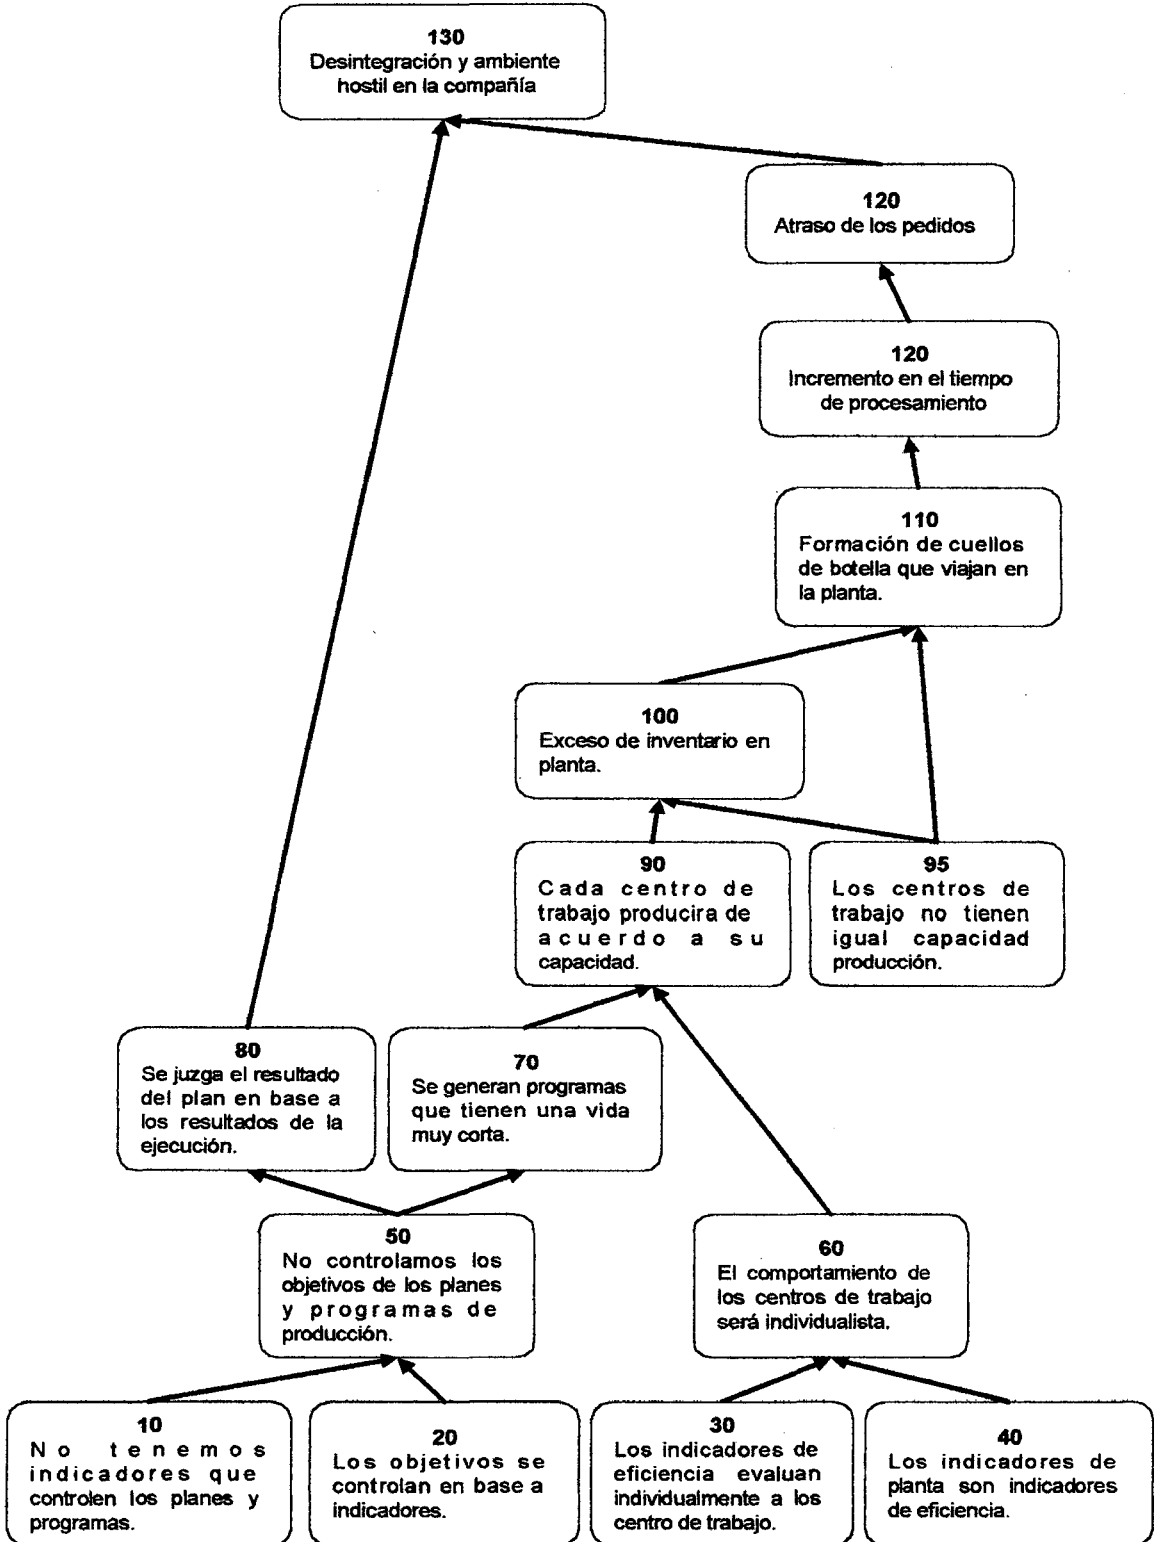 130
Desintegración y ambiente
hostil en la compañía
120
Atraso de los pedidos
120
Incremento en el tiempo
de procesamiento
110
Formación de cuellos
de botella que viajan en
la planta.
100
Exceso de inventario en
planta.
90
Cada centro de
trabajo producira de
acuerdo a su
capacidad.
95
Los centros de
trabajo no tienen
igual capacidad
producción.
80
Se juzga el resultado
del plan en base a
los resultados de la
ejecución.
70
Se generan programas
que tienen una vida
muy corta.
50
No controlamos los
objetivos de los planes
y programas de
producción.
60
El comportamiento de
los centros de trabajo
será individualista.
10
No tenemos
indicadores que
controlen los planes y
programas.
20
Los objetivos se
controlan en base a
indicadores.
30
Los indicadores de
eficiencia evaluan
individualmente a los
centro de trabajo.
40
Los indicadores de
planta son indicadores
de eficiencia.